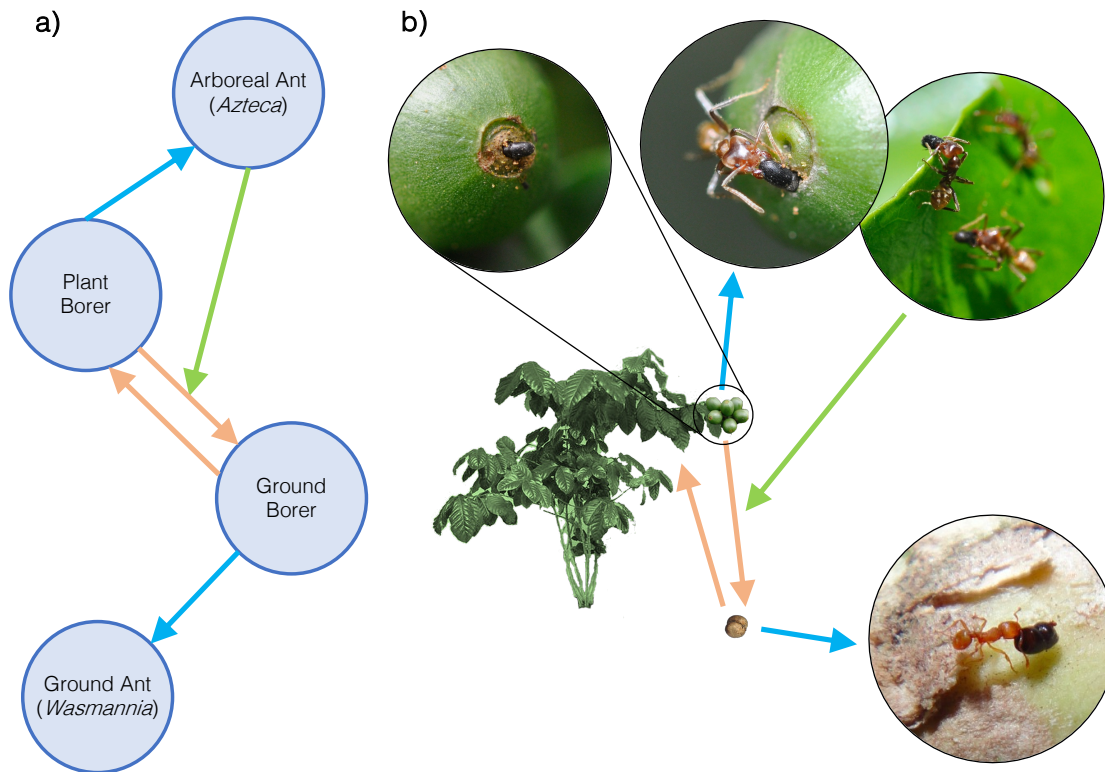 a)
Arboreal Ant
(Azteca)
Plant
Borer
Ground
Borer
Ground Ant
(Wasmannia)
b)